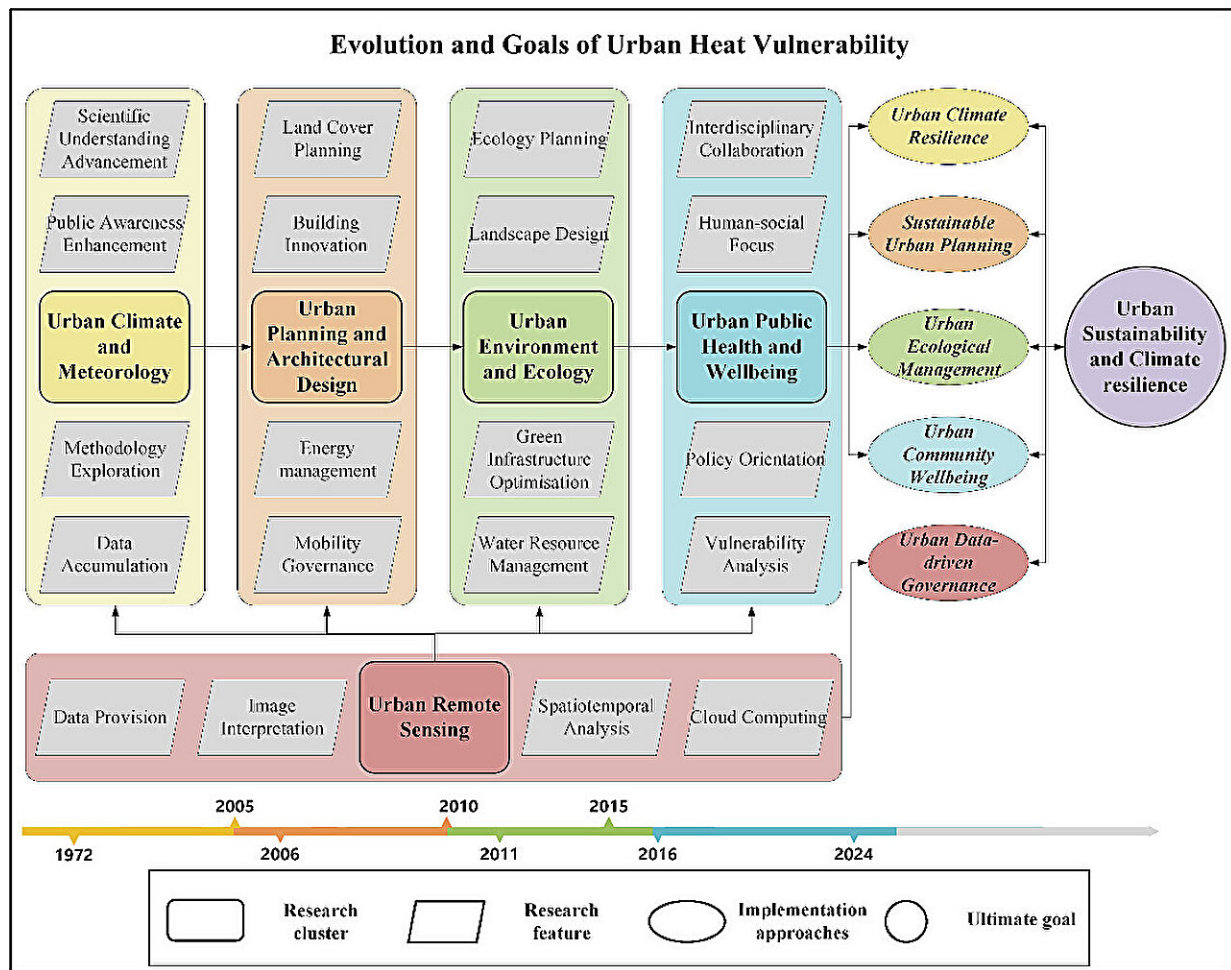 Evolution and Goals of Urban Heat Vulnerability
Scientific
Understanding
Advancement
Public Awareness
Enhancement
Urban Climate
and
Meteorology
Methodology
Exploration
Data
Accumulation
Land Cover
Planning
Building
Innovation
Urban
Planning and
Architectural
Design
Energy
management
Mobility
Governance
Ecology Planning
Landscape Design
Urban
Environment
and Ecology
Green
Infrastructure
Optimisation
Water Resource
Management
Interdisciplinary
Collaboration
Human-social
Focus
Urban Public
Health and
Wellbeing
Policy Orientation
Vulnerability
Analysis
Urban Climate
Resilience
Sustainable
Urban Planning
Urban
Ecological
Management
Urban
Community
Wellbeing
Urban Data-
driven
Governance
Urban
Sustainability
and Climate
resilience
Data Provision
Image
Interpretation
Urban Remote
Sensing
Spatiotemporal
Analysis
Cloud Computing
2005 2010 2015
1972 2006 2011 2016 2024
Research
cluster
Research
feature
Implementation
approaches
Ultimate goal